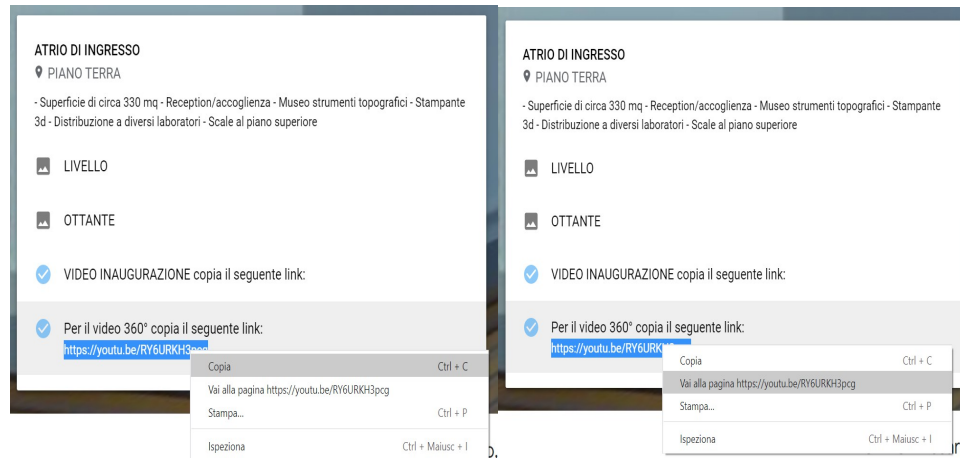 ATRIO DI INGRESSO
PIANO TERRA
- Superficie di circa 330 mq - Reception/accoglienza - Museo strumenti topografici - Stampante
3d - Distribuzione a diversi laboratori - Scale al piano superiore
LIVELLO
OTTANTE
VIDEO INAUGURAZIONE copia il seguente link:
Per il video 360° copia il seguente link:
https://youtu.be/RY6URKH3pcg
Copia Ctrl + C
Vai alla pagina https://youtu.be/RY6URKH3pcg
Stampa... Ctrl + P
Ispeziona Ctrl + Maiusc + I
ATRIO DI INGRESSO
PIANO TERRA
- Superficie di circa 330 mq - Reception/accoglienza - Museo strumenti topografici - Stampante
3d - Distribuzione a diversi laboratori - Scale al piano superiore
LIVELLO
OTTANTE
VIDEO INAUGURAZIONE copia il seguente link:
Per il video 360° copia il seguente link:
https://youtu.be/RY6URK
Copia Ctrl + C
Vai alla pagina https://youtu.be/RY6URKH3pcg
Stampa... Ctrl + P
Ispeziona Ctrl + Maiusc + I